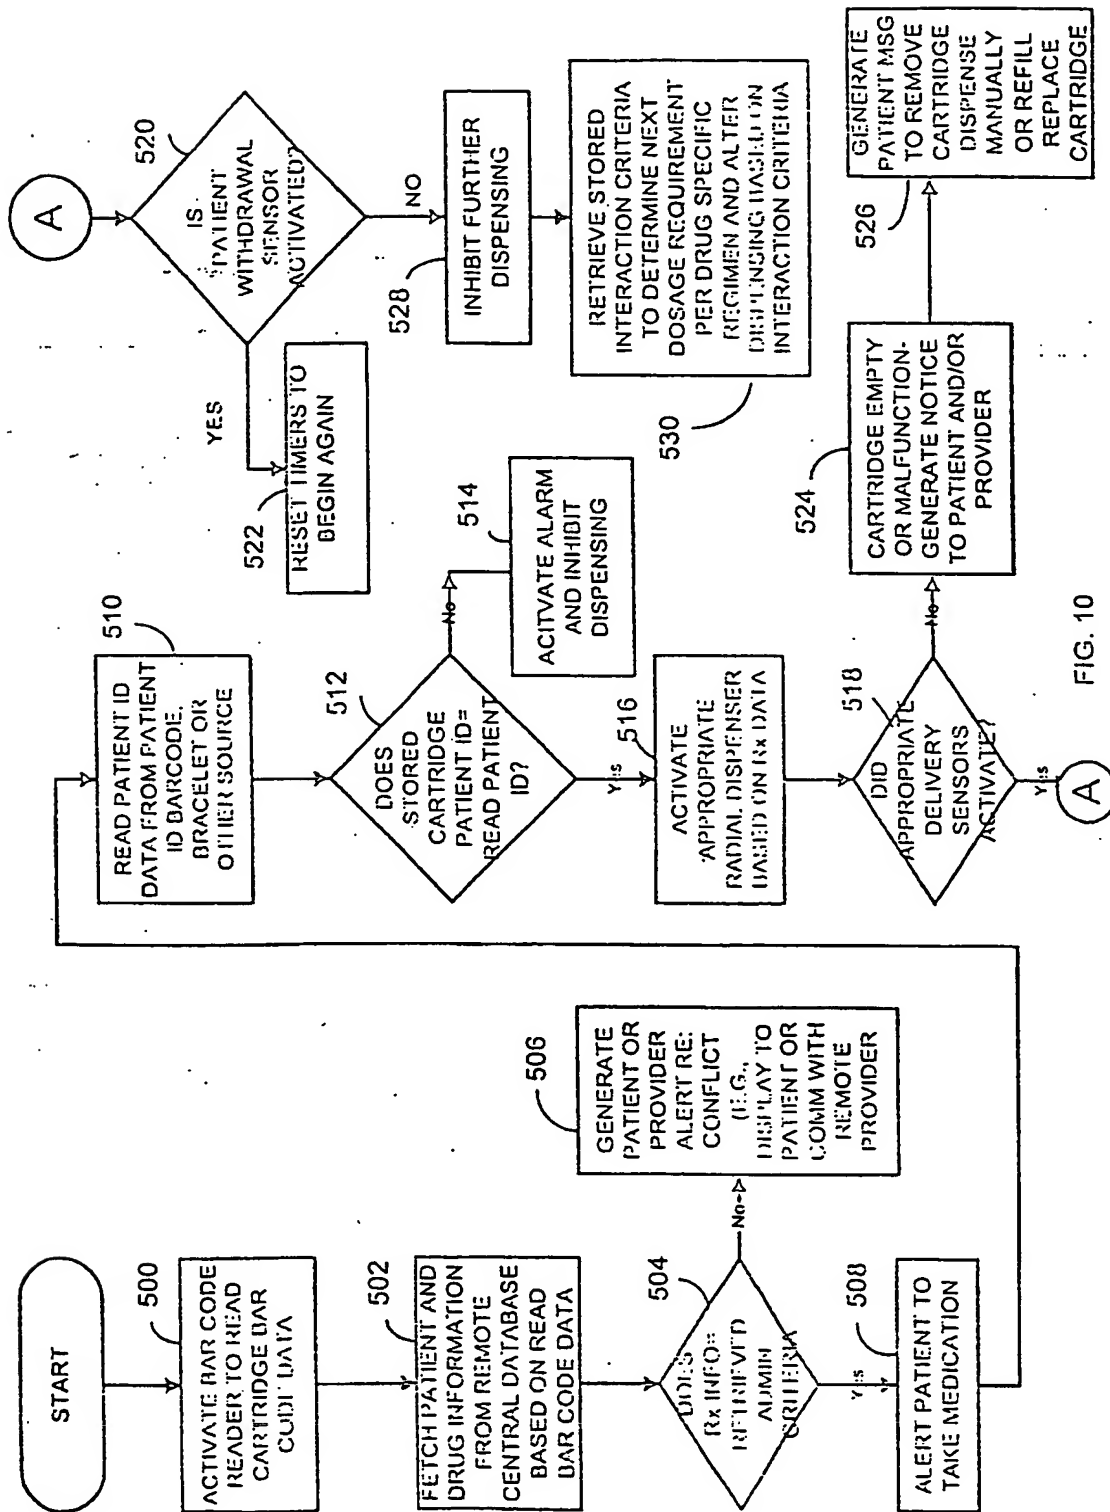 START
500
ACTIVATE BAR CODE
READER TO READ
CARTRIDGE BAR
CODE DATA
502
FETCH PATIENT AND
DRUG INFORMATION
FROM REMOTE
CENTRAL DATABASE
BASED ON READ
BAR CODE DATA
504
DOES
Rx INFO=
RETRIEVED
ADMIN
CRITERIA
No
506
GENERATE
PATIENT OR
PROVIDER
ALERT RE:
CONFLICT
(E.G.,
DISPLAY TO
PATIENT OR
COMM WITH
REMOTE
PROVIDER
Yes
508
ALERT PATIENT TO
TAKE MEDICATION
510
READ PATIENT ID
DATA FROM PATIENT
ID BARCODE,
BRACELET OR
OTHER SOURCE
512
DOES
STORED
CARTRIDGE
PATIENT ID=
READ PATIENT
ID?
No
514
ACITVATE ALARM
AND INHIBIT
DISPENSING
Yes
516
ACTIVATE
APPROPRIATE
RADIAL DISPENSER
BASED ON Rx DATA
518
DID
APPROPRIATE
DELIVERY
SENSORS
ACTIVATE?
No
524
CARTRIDGE EMPTY
OR MALFUNCTION-
GENERATE NOTICE
TO PATIENT AND/OR
PROVIDER
526
GENERATE
PATIENT MSG
TO REMOVE
CARTRIDGE
DISPENSE
MANUALLY
OR REFILL
REPLACE
CARTRIDGE
Yes
A
A
520
IS
PATIENT
WITHDRAWAL
SENSOR
ACTIVATED?
YES
522
RESET TIMERS TO
BEGIN AGAIN
NO
528
INHIBIT FURTHER
DISPENSING
530
RETRIEVE STORED
INTERACTION CRITERIA
TO DETERMINE NEXT
DOSAGE REQUIREMENT
PER DRUG SPECIFIC
REGIMEN AND ALTER
DISPENSING BASED ON
INTERACTION CRITERIA
FIG. 10